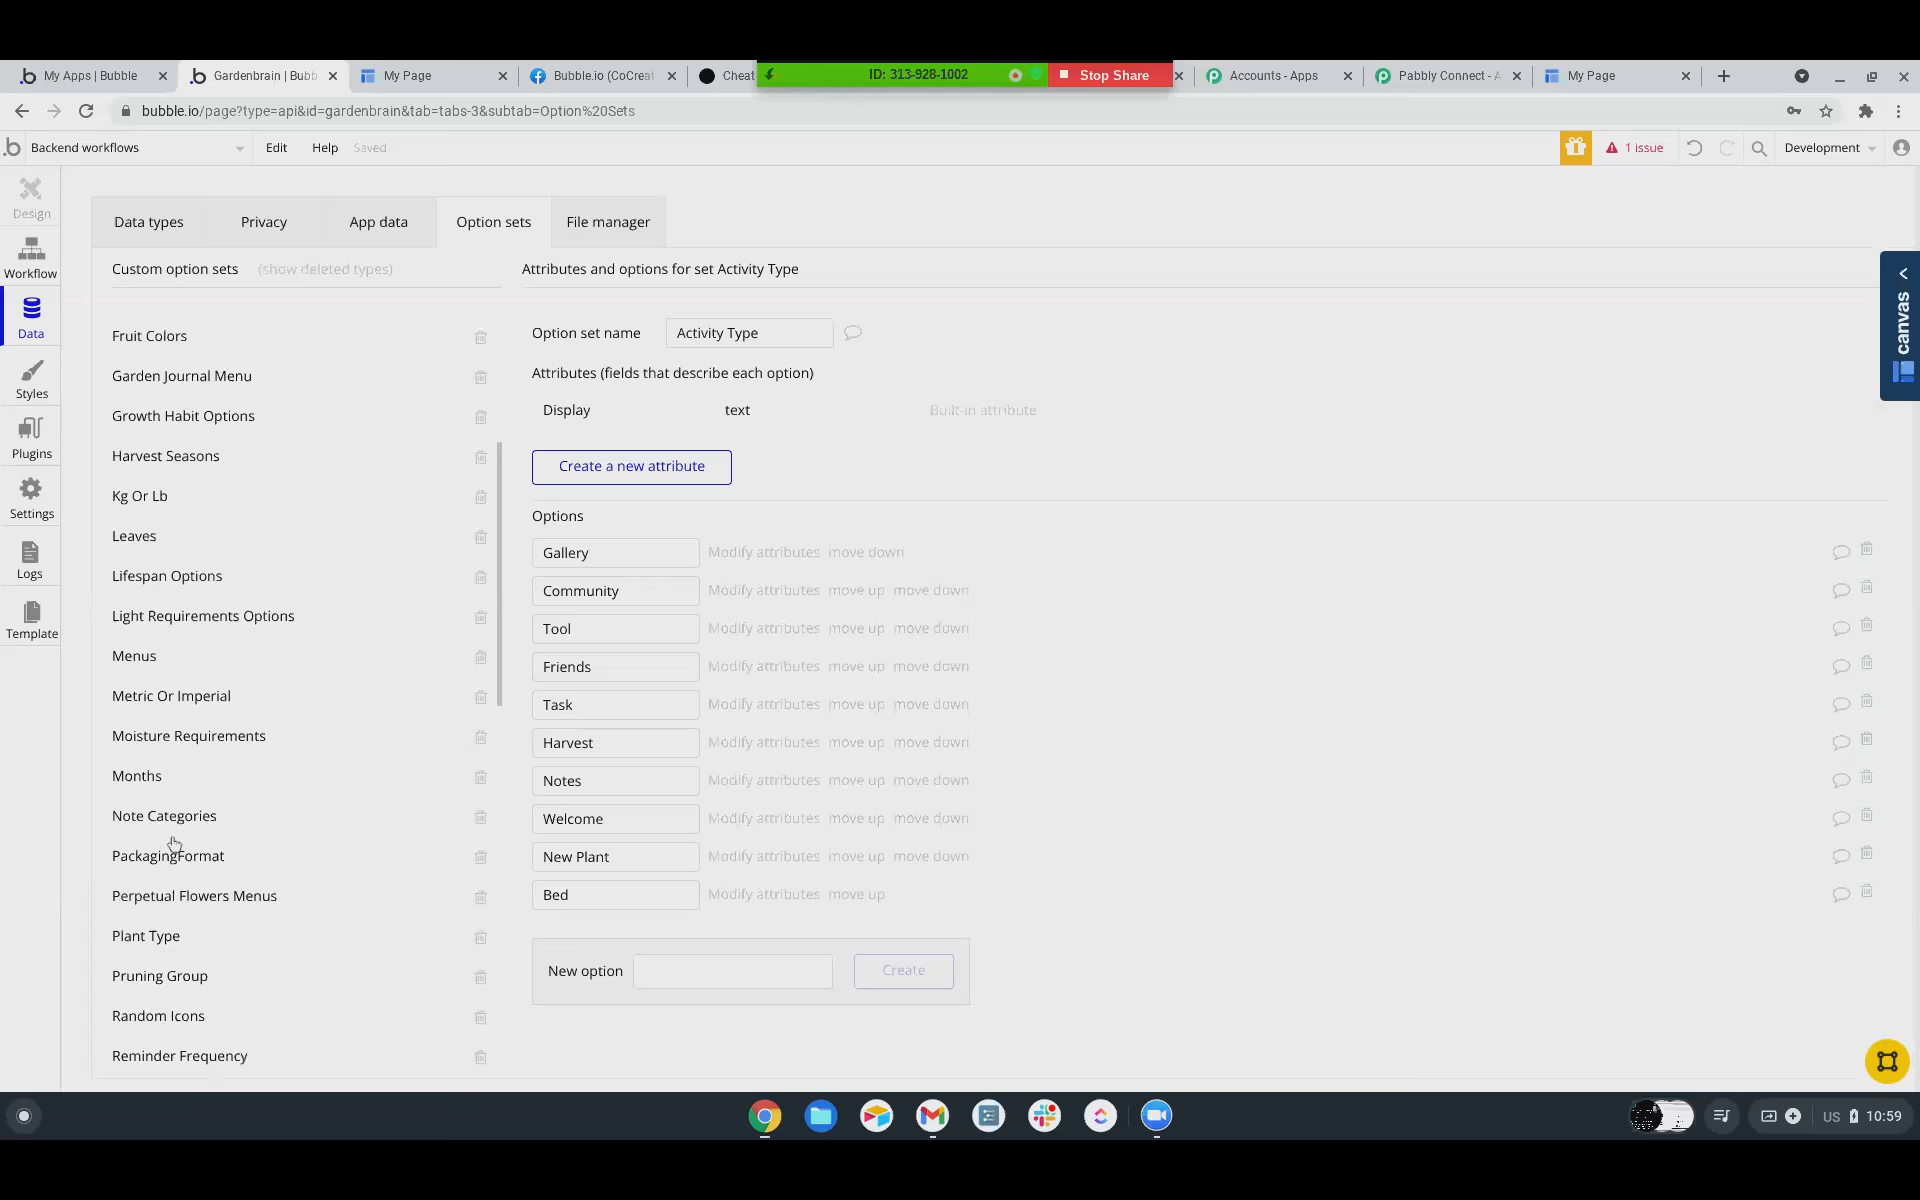 My Apps | Bubble
Gardenbrain | Bubb
My Page
Bubble.io (CoCreat
Cheat
ID: 313-928-1002
Stop Share
Accounts - Apps
Pabbly Connect - A
My Page
bubble.io/page?type=api&id=gardenbrain&tab=tabs-3&subtab=Option%20Sets
Backend workflows
Edit
Help
Saved
1 issue
Development
Design
Workflow
Data
Styles
Plugins
Settings
Logs
Template
Data types
Privacy
App data
Option sets
File manager
Custom option sets
(show deleted types)
Fruit Colors
Garden Journal Menu
Growth Habit Options
Harvest Seasons
Kg Or Lb
Leaves
Lifespan Options
Light Requirements Options
Menus
Metric Or Imperial
Moisture Requirements
Months
Note Categories
PackagingFormat
Perpetual Flowers Menus
Plant Type
Pruning Group
Random Icons
Reminder Frequency
Attributes and options for set Activity Type
Option set name Activity Type
Attributes (fields that describe each option)
Display text Built-in attribute
Create a new attribute
Options
Gallery Modify attributes move down
Community Modify attributes move up move down
Tool Modify attributes move up move down
Friends Modify attributes move up move down
Task Modify attributes move up move down
Harvest Modify attributes move up move down
Notes Modify attributes move up move down
Welcome Modify attributes move up move down
New Plant Modify attributes move up move down
Bed Modify attributes move up
New option Create
canvas
US 10:59